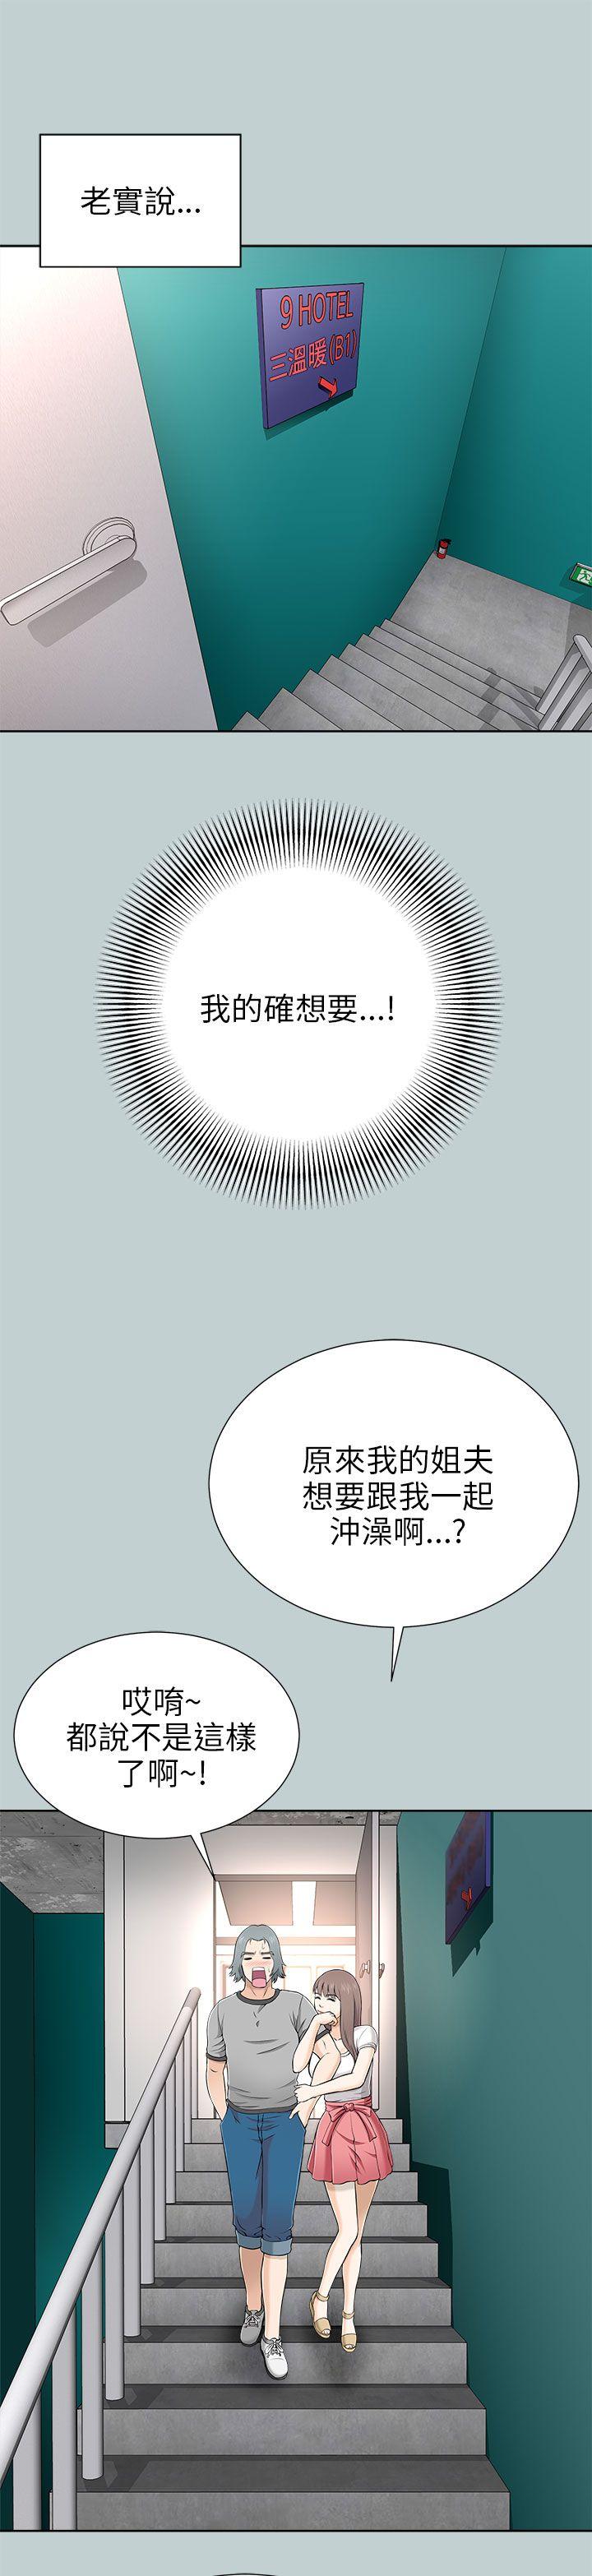 老實說...
9 HOTEL
三溫暖(B1)
我的確想要...!
原來我的姐夫
想要跟我一起
沖澡啊...?
哎唷~
都說不是這樣
了啊~!